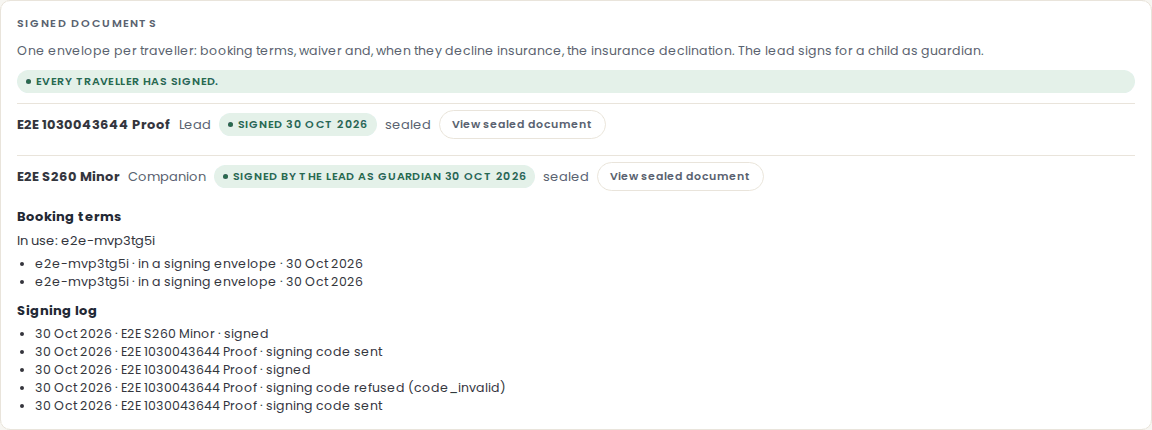 SIGNED DOCUMENTS
One envelope per traveller: booking terms, waiver and, when they decline insurance, the insurance declination. The lead signs for a child as guardian.
EVERY TRAVELLER HAS SIGNED.
E2E 1030043644 Proof Lead SIGNED 30 OCT 2026 sealed View sealed document
E2E S260 Minor Companion SIGNED BY THE LEAD AS GUARDIAN 30 OCT 2026 sealed View sealed document
Booking terms
In use: e2e-mvp3tg5i
• e2e-mvp3tg5i · in a signing envelope · 30 Oct 2026
• e2e-mvp3tg5i · in a signing envelope · 30 Oct 2026
Signing log
• 30 Oct 2026 · E2E S260 Minor · signed
• 30 Oct 2026 · E2E 1030043644 Proof · signing code sent
• 30 Oct 2026 · E2E 1030043644 Proof · signed
• 30 Oct 2026 · E2E 1030043644 Proof · signing code refused (code_invalid)
• 30 Oct 2026 · E2E 1030043644 Proof · signing code sent